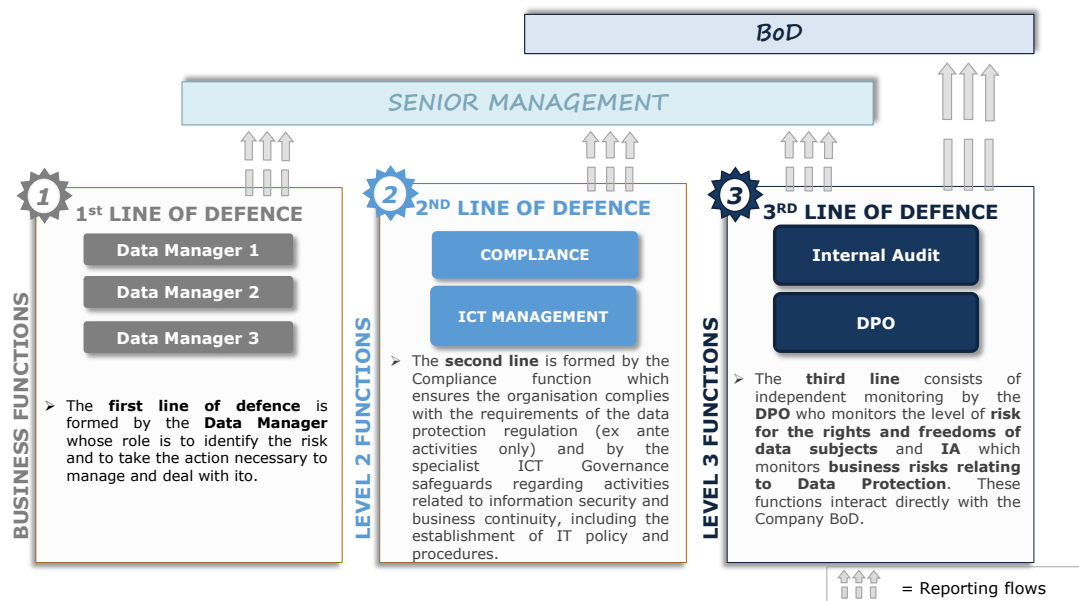 BoD
SENIOR MANAGEMENT
1
1st LINE OF DEFENCE
Data Manager 1
Data Manager 2
Data Manager 3
BUSINESS FUNCTIONS
➢ The first line of defence is
formed by the Data Manager
whose role is to identify the risk
and to take the action necessary to
manage and deal with ito.
2
2ND LINE OF DEFENCE
COMPLIANCE
ICT MANAGEMENT
LEVEL 2 FUNCTIONS
➢ The second line is formed by the
Compliance function which
ensures the organisation complies
with the requirements of the data
protection regulation (ex ante
activities only) and by the
specialist ICT Governance
safeguards regarding activities
related to information security and
business continuity, including the
establishment of IT policy and
procedures.
3
3RD LINE OF DEFENCE
Internal Audit
DPO
LEVEL 3 FUNCTIONS
➢ The third line consists of
independent monitoring by the
DPO who monitors the level of risk
for the rights and freedoms of
data subjects and IA which
monitors business risks relating
to Data Protection. These
functions interact directly with the
Company BoD.
= Reporting flows